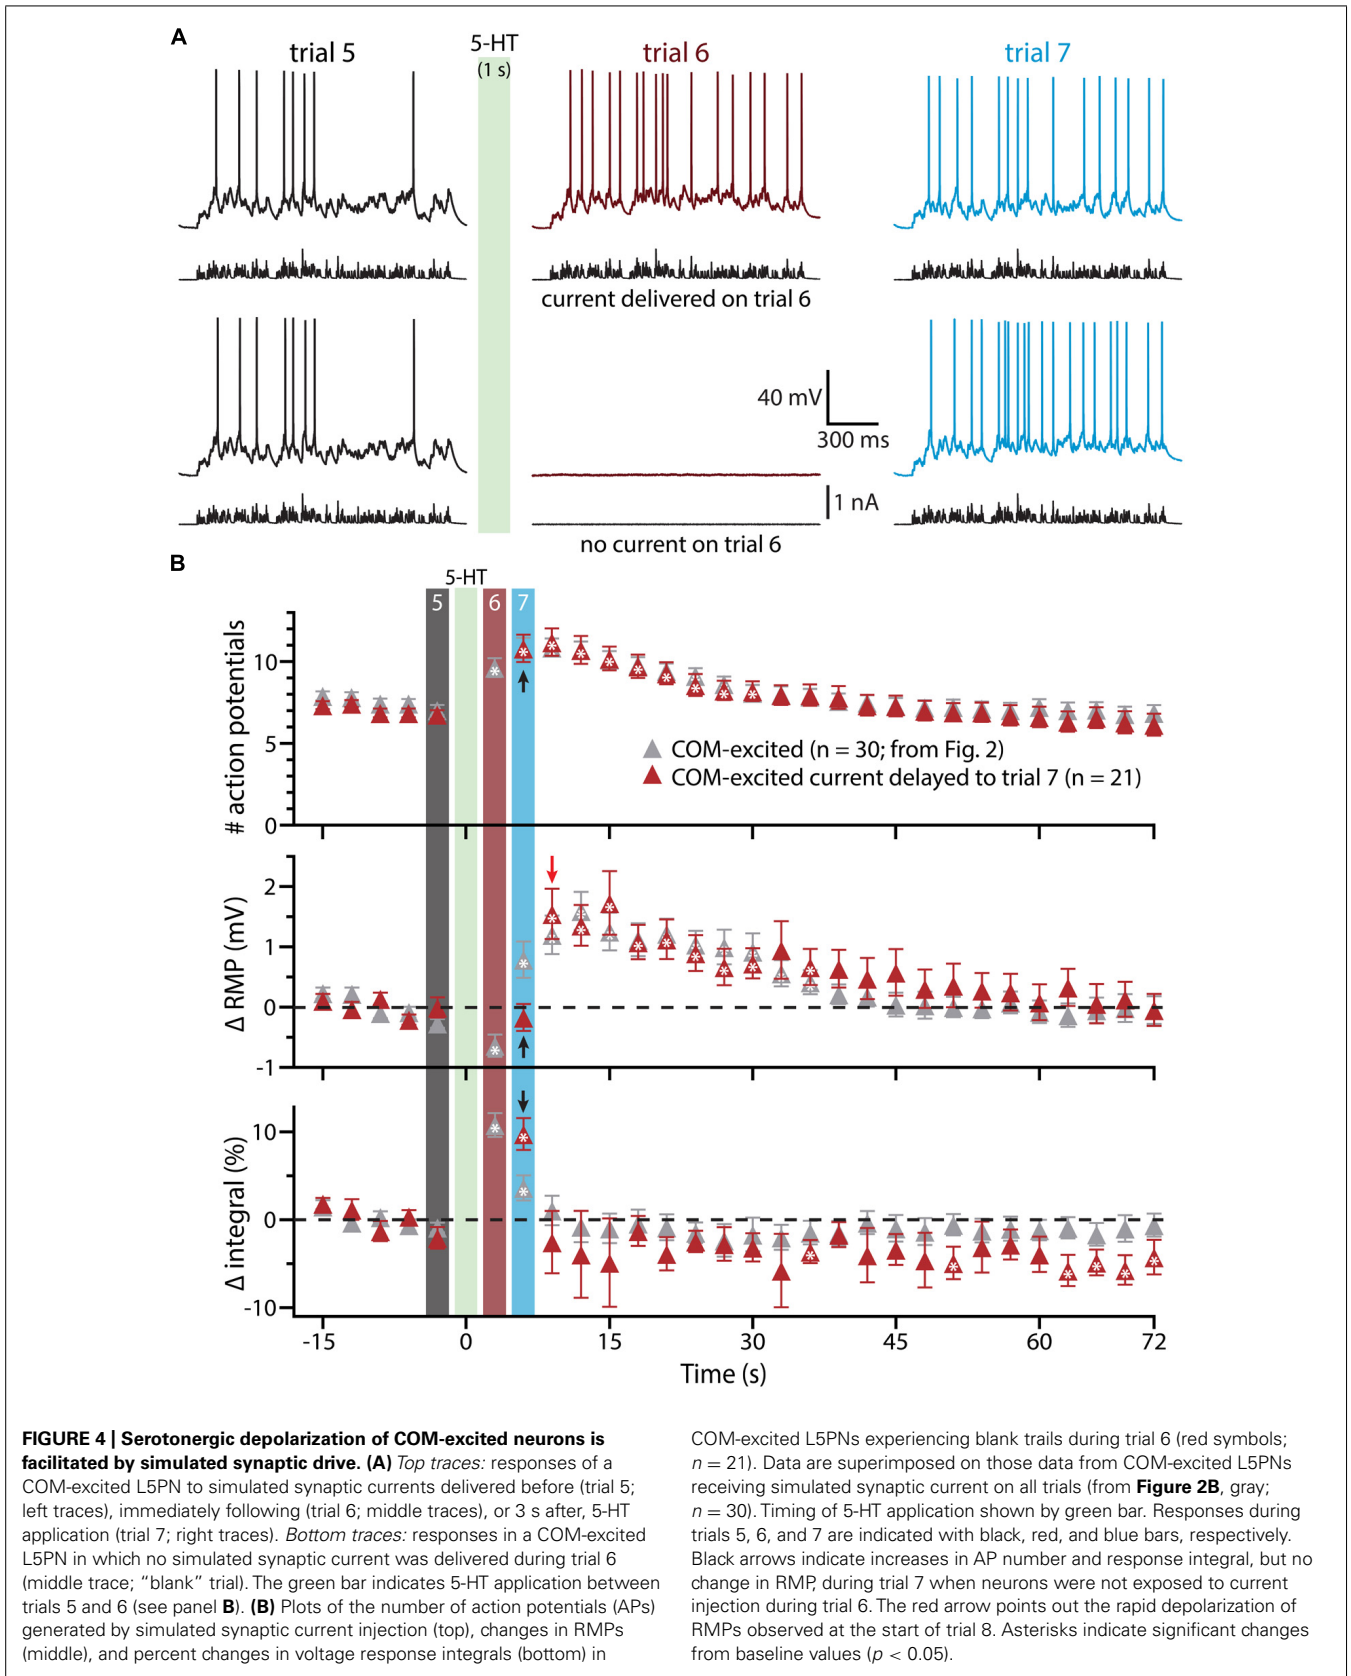 A
trial 5
5-HT
(1 s)
trial 6
trial 7
current delivered on trial 6
40 mV
300 ms
1 nA
no current on trial 6
B
5-HT
5
6
7
# action potentials
10
5
0
COM-excited (n = 30; from Fig. 2)
COM-excited current delayed to trial 7 (n = 21)
Δ RMP (mV)
2
1
0
-1
Δ integral (%)
10
0
-10
-15
0
15
30
45
60
72
Time (s)
FIGURE 4 | Serotonergic depolarization of COM-excited neurons is
facilitated by simulated synaptic drive. (A) Top traces: responses of a
COM-excited L5PN to simulated synaptic currents delivered before (trial 5;
left traces), immediately following (trial 6; middle traces), or 3 s after, 5-HT
application (trial 7; right traces). Bottom traces: responses in a COM-excited
L5PN in which no simulated synaptic current was delivered during trial 6
(middle trace; “blank” trial). The green bar indicates 5-HT application between
trials 5 and 6 (see panel B). (B) Plots of the number of action potentials (APs)
generated by simulated synaptic current injection (top), changes in RMPs
(middle), and percent changes in voltage response integrals (bottom) in
COM-excited L5PNs experiencing blank trails during trial 6 (red symbols;
n = 21). Data are superimposed on those data from COM-excited L5PNs
receiving simulated synaptic current on all trials (from Figure 2B, gray;
n = 30). Timing of 5-HT application shown by green bar. Responses during
trials 5, 6, and 7 are indicated with black, red, and blue bars, respectively.
Black arrows indicate increases in AP number and response integral, but no
change in RMP, during trial 7 when neurons were not exposed to current
injection during trial 6. The red arrow points out the rapid depolarization of
RMPs observed at the start of trial 8. Asterisks indicate significant changes
from baseline values (p < 0.05).